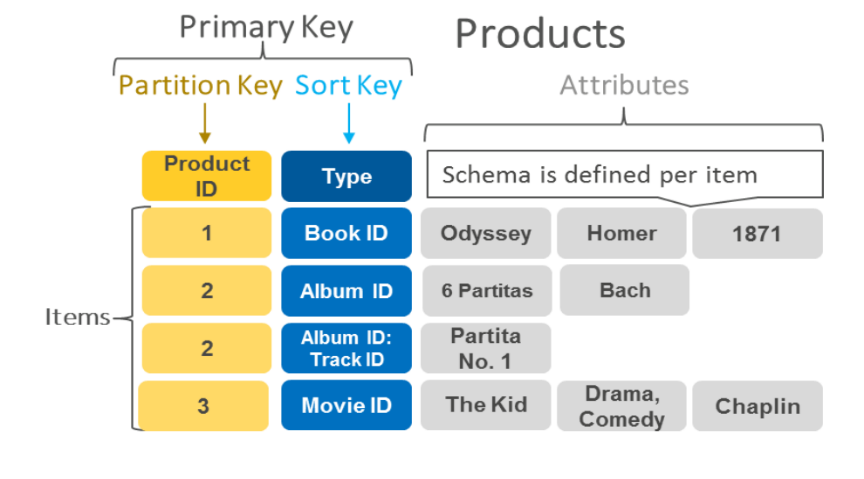 Primary Key
Products
Partition Key
Sort Key
Attributes
Product
ID
Type
Schema is defined per item
Items
1
Book ID
Odyssey
Homer
1871
2
Album ID
6 Partitas
Bach
2
Album ID:
Track ID
Partita
No. 1
3
Movie ID
The Kid
Drama,
Comedy
Chaplin